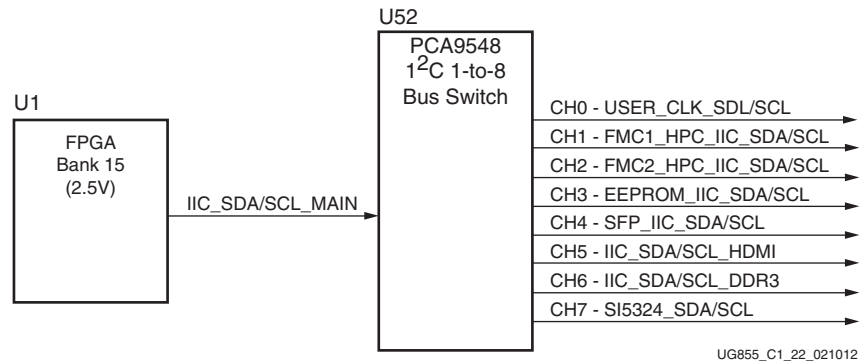 U52
PCA9548
1²C 1-to-8
Bus Switch
U1
FPGA
Bank 15
(2.5V)
IIC_SDA/SCL_MAIN
CH0 - USER_CLK_SDL/SCL
CH1 - FMC1_HPC_IIC_SDA/SCL
CH2 - FMC2_HPC_IIC_SDA/SCL
CH3 - EEPROM_IIC_SDA/SCL
CH4 - SFP_IIC_SDA/SCL
CH5 - IIC_SDA/SCL_HDMI
CH6 - IIC_SDA/SCL_DDR3
CH7 - SI5324_SDA/SCL
UG855_C1_22_021012